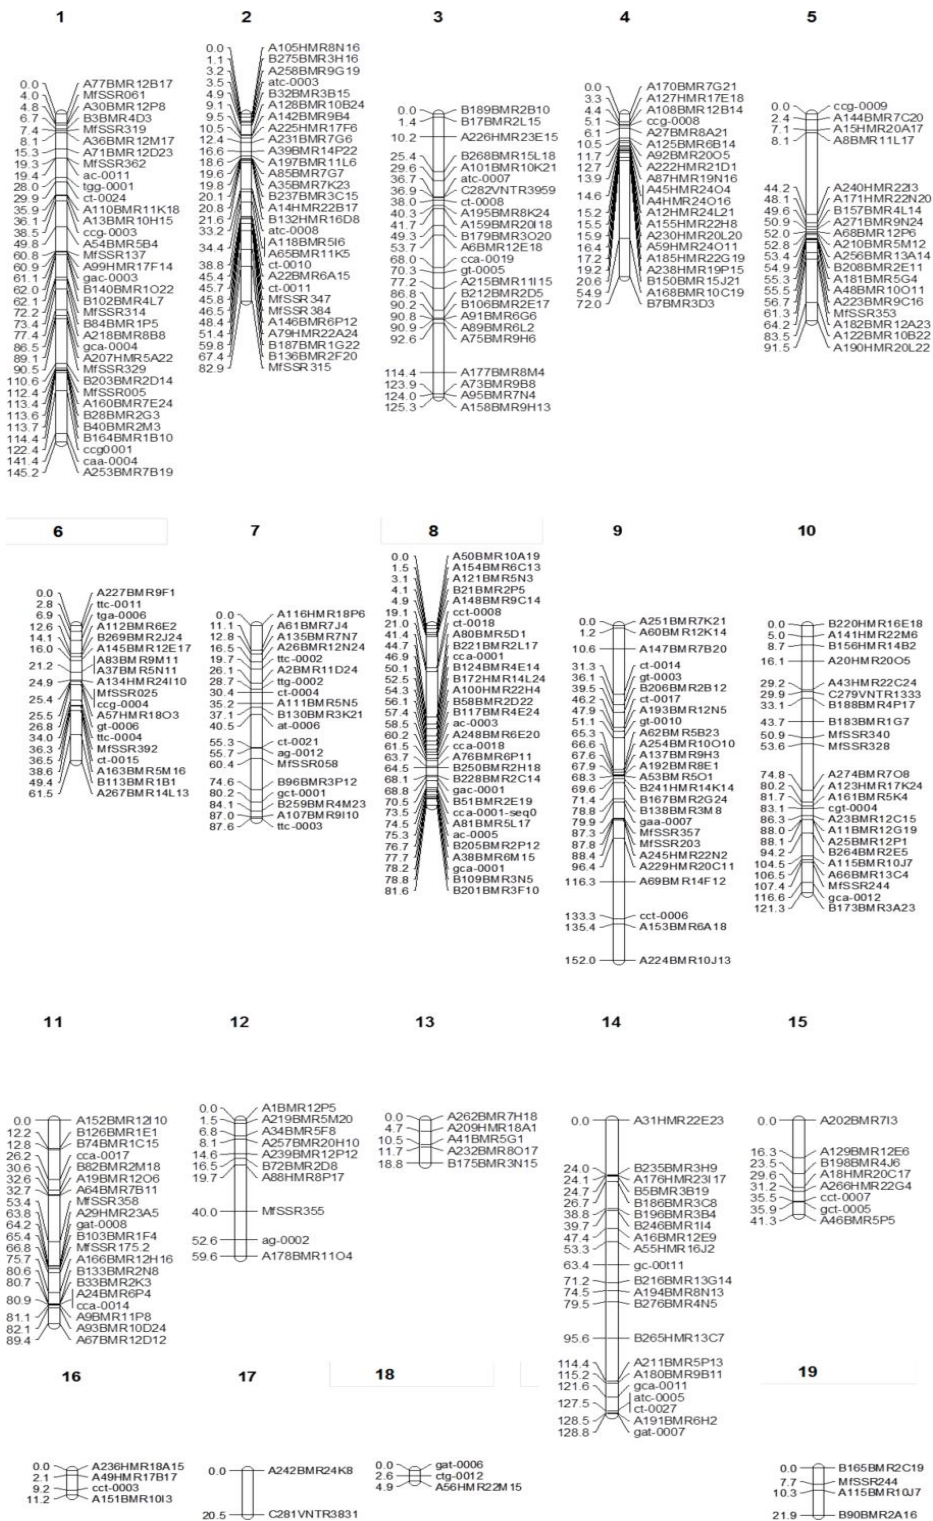 1
0.0 A77BMR12B17
4.0 MfSSR061
4.8 A30BMR12P8
6.7 B3BMR4D3
7.4 MfSSR319
8.1 A36BMR12M17
15.3 A71BMR12D23
19.3 MfSSR362
19.4 ac-0011
28.0 tgg-0001
29.9 ct-0024
35.9 A110BMR11K18
36.1 A13BMR10H15
38.5 ccg-0003
49.8 A54BMR5B4
60.8 MfSSR137
60.9 A99HMR17F14
61.1 gac-0003
62.0 B140BMR1O22
62.1 B102BMR4L7
72.2 MfSSR314
73.4 B84BMR1P5
77.4 A218BMR8B8
86.5 gca-0004
89.1 A207HMR5A22
90.5 MfSSR329
110.6 B203BMR2D14
112.4 MfSSR005
113.4 A160BMR7E24
113.6 B28BMR2G3
113.7 B40BMR2M3
114.4 B164BMR1B10
122.4 ccg0001
141.4 caa-0004
145.2 A253BMR7B19
2
0.0 A105HMR8N16
1.1 B275BMR3H16
3.2 A258BMR9G19
3.5 atc-0003
4.9 B32BMR3B15
9.1 A128BMR10B24
9.5 A142BMR9B4
10.5 A225HMR17F6
12.4 A231BMR7G6
16.6 A39BMR14P22
18.6 A197BMR11L6
19.6 A85BMR7G7
19.8 A35BMR7K23
20.1 B237BMR3C15
20.8 A14HMR22B17
21.6 B132HMR16D8
33.2 atc-0008
34.4 A118BMR5I6
A65BMR11K5
38.8 ct-0010
45.4 A22BMR6A15
45.7 ct-0011
45.8 MfSSR347
46.5 MfSSR384
48.4 A146BMR6P12
51.4 A79HMR22A24
59.8 B187BMR1G22
67.4 B136BMR2F20
82.9 MfSSR315
3
0.0 B189BMR2B10
1.4 B17BMR2L15
10.2 A226HMR23E15
25.4 B268BMR15L18
29.6 A101BMR10K21
36.7 atc-0007
36.9 C282VNTR3959
38.0 ct-0008
40.3 A195BMR8K24
41.7 A159BMR20I18
49.3 B179BMR3O20
53.7 A6BMR12E18
68.0 cca-0019
70.3 gt-0005
77.2 A215BMR11I15
86.8 B212BMR2D5
90.2 B106BMR2E17
90.8 A91BMR6G6
90.9 A89BMR6L2
92.6 A75BMR9H6
114.4 A177BMR8M4
123.9 A73BMR9B8
124.0 A95BMR7N4
125.3 A158BMR9H13
4
0.0 A170BMR7G21
3.3 A127HMR17E18
4.4 A108BMR12B14
5.1 ccg-0008
6.1 A27BMR8A21
10.5 A125BMR6B14
11.7 A92BMR20O5
12.7 A222HMR21D1
13.9 A87HMR19N16
14.6 A45HMR24O4
A4HMR24O16
15.2 A12HMR24L21
15.5 A155HMR22H8
15.9 A230HMR20L20
16.4 A59HMR24O11
17.2 A185HMR22G19
19.2 A238HMR19P15
20.6 B150BMR15J21
54.9 A168BMR10C19
72.0 B7BMR3D3
5
0.0 ccg-0009
2.4 A144BMR7C20
7.1 A15HMR20A17
8.1 A8BMR11L17
44.2 A240HMR22I3
48.1 A171HMR22N20
49.6 B157BMR4L14
50.9 A271BMR9N24
52.0 A68BMR12P6
52.8 A210BMR5M12
53.4 A256BMR13A14
54.9 B208BMR2E11
55.3 A181BMR5G4
55.5 A48BMR10O11
56.7 A223BMR9C16
61.3 MfSSR353
64.2 A182BMR12A23
83.5 A122BMR10B22
91.5 A190HMR20L22
6
0.0 A227BMR9F1
2.8 ttc-0011
6.9 tga-0006
12.6 A112BMR6E2
14.1 B269BMR2J24
16.0 A145BMR12E17
21.2 A83BMR9M11
A37BMR5N11
24.9 A134HMR24I10
25.4 MfSSR025
ccg-0004
25.5 A57HMR18O3
26.8 gt-0006
34.0 ttc-0004
36.3 MfSSR392
36.5 ct-0015
38.6 A163BMR5M16
49.4 B113BMR1B1
61.5 A267BMR14L13
7
0.0 A116HMR18P6
11.1 A61BMR7J4
12.8 A135BMR7N7
16.5 A26BMR12N24
19.7 ttc-0002
26.1 A2BMR11D24
28.7 ttg-0002
30.4 ct-0004
35.2 A111BMR5N5
37.1 B130BMR3K21
40.5 at-0006
55.3 ct-0021
55.7 ag-0012
60.4 MfSSR058
74.6 B96BMR3P12
80.2 gct-0001
84.1 B259BMR4M23
87.0 A107BMR9I10
87.6 ttc-0003
8
0.0 A50BMR10A19
1.5 A154BMR6C13
3.1 A121BMR5N3
4.1 B21BMR2P5
4.9 A148BMR9C14
19.1 cct-0008
21.0 ct-0018
41.4 A80BMR5D1
44.7 B221BMR2L17
46.9 cca-0001
50.1 B124BMR4E14
52.5 B172BMR14L24
54.3 A100HMR22H4
56.1 B58BMR2D22
57.4 B117BMR4E24
58.5 ac-0003
60.2 A248BMR6E20
61.5 cca-0018
63.7 A76BMR6P11
64.5 B250BMR2H18
68.1 B228BMR2C14
68.8 gac-0001
70.5 B51BMR2E19
73.5 cca-0001-seq0
74.5 A81BMR5L17
75.3 ac-0005
76.7 B205BMR2P12
77.7 A38BMR6M15
78.2 gca-0001
78.8 B109BMR3N5
81.6 B201BMR3F10
9
0.0 A251BMR7K21
1.2 A60BMR12K14
10.6 A147BMR7B20
31.3 ct-0014
36.1 gt-0003
39.5 B206BMR2B12
46.2 ct-0017
47.9 A193BMR12N5
51.1 gt-0010
65.3 A62BMR5B23
66.6 A254BMR10O10
67.6 A137BMR9H3
67.9 A192BMR8E1
68.3 A53BMR5O1
69.6 B241HMR14K14
71.4 B167BMR2G24
78.8 B138BMR3M8
79.9 gaa-0007
87.3 MfSSR357
87.8 MfSSR203
88.4 A245HMR22N2
96.4 A229HMR20C11
116.3 A69BMR14F12
133.3 cct-0006
135.4 A153BMR6A18
152.0 A224BMR10J13
10
0.0 B220HMR16E18
5.0 A141HMR22M6
8.7 B156HMR14B2
16.1 A20HMR20O5
29.2 A43HMR22C24
29.9 C279VNTR1333
33.1 B188BMR4P17
43.7 B183BMR1G7
50.9 MfSSR340
53.6 MfSSR328
74.8 A274BMR7O8
80.2 A123HMR17K24
81.7 A161BMR5K4
83.1 cgt-0004
86.3 A23BMR12C15
88.0 A11BMR12G19
88.1 A25BMR12P1
94.2 B264BMR2E5
104.5 A115BMR10J7
106.5 A66BMR13C4
107.4 MfSSR244
116.6 gca-0012
121.3 B173BMR3A23
11
0.0 A152BMR12I10
12.2 B126BMR1E1
12.8 B74BMR1C15
26.2 cca-0017
30.6 B82BMR2M18
32.6 A19BMR12O6
32.7 A64BMR7B11
53.4 MfSSR358
63.8 A29HMR23A5
64.2 gat-0008
65.4 B103BMR1F4
66.8 MfSSR175.2
75.7 A166BMR12H16
80.6 B133BMR2N8
80.7 B33BMR2K3
80.9 A24BMR6P4
cca-0014
81.1 A9BMR11P8
82.1 A93BMR10D24
89.4 A67BMR12D12
12
0.0 A1BMR12P5
1.5 A219BMR5M20
6.8 A34BMR5F8
8.1 A257BMR20H10
14.6 A239BMR12P12
16.5 B72BMR2D8
19.7 A88HMR8P17
40.0 MfSSR355
52.6 ag-0002
59.6 A178BMR11O4
13
0.0 A262BMR7H18
4.7 A209HMR18A1
10.5 A41BMR5G1
11.7 A232BMR8O17
18.8 B175BMR3N15
14
0.0 A31HMR22E23
24.0 B235BMR3H9
24.1 A176HMR23I17
24.7 B5BMR3B19
26.7 B186BMR3C8
38.8 B196BMR3B4
39.7 B246BMR1I4
47.4 A16BMR12E9
53.3 A55HMR16J2
63.4 gc-00t11
71.2 B216BMR13G14
74.5 A194BMR8N13
79.5 B276BMR4N5
95.6 B265HMR13C7
114.4 A211BMR5P13
115.2 A180BMR9B11
121.6 gca-0011
127.5 atc-0005
ct-0027
128.5 A191BMR6H2
128.8 gat-0007
15
0.0 A202BMR7I3
16.3 A129BMR12E6
23.5 B198BMR4J6
29.6 A18HMR20C17
31.2 A266HMR22G4
35.5 cct-0007
35.9 gct-0005
41.3 A46BMR5P5
16
0.0 A236HMR18A15
2.1 A49HMR17B17
9.2 cct-0003
11.2 A151BMR10I3
17
0.0 A242BMR24K8
20.5 C281VNTR3831
18
0.0 gat-0006
2.6 ctg-0012
4.9 A56HMR22M15
19
0.0 B165BMR2C19
7.7 MfSSR244
10.3 A115BMR10J7
21.9 B90BMR2A16